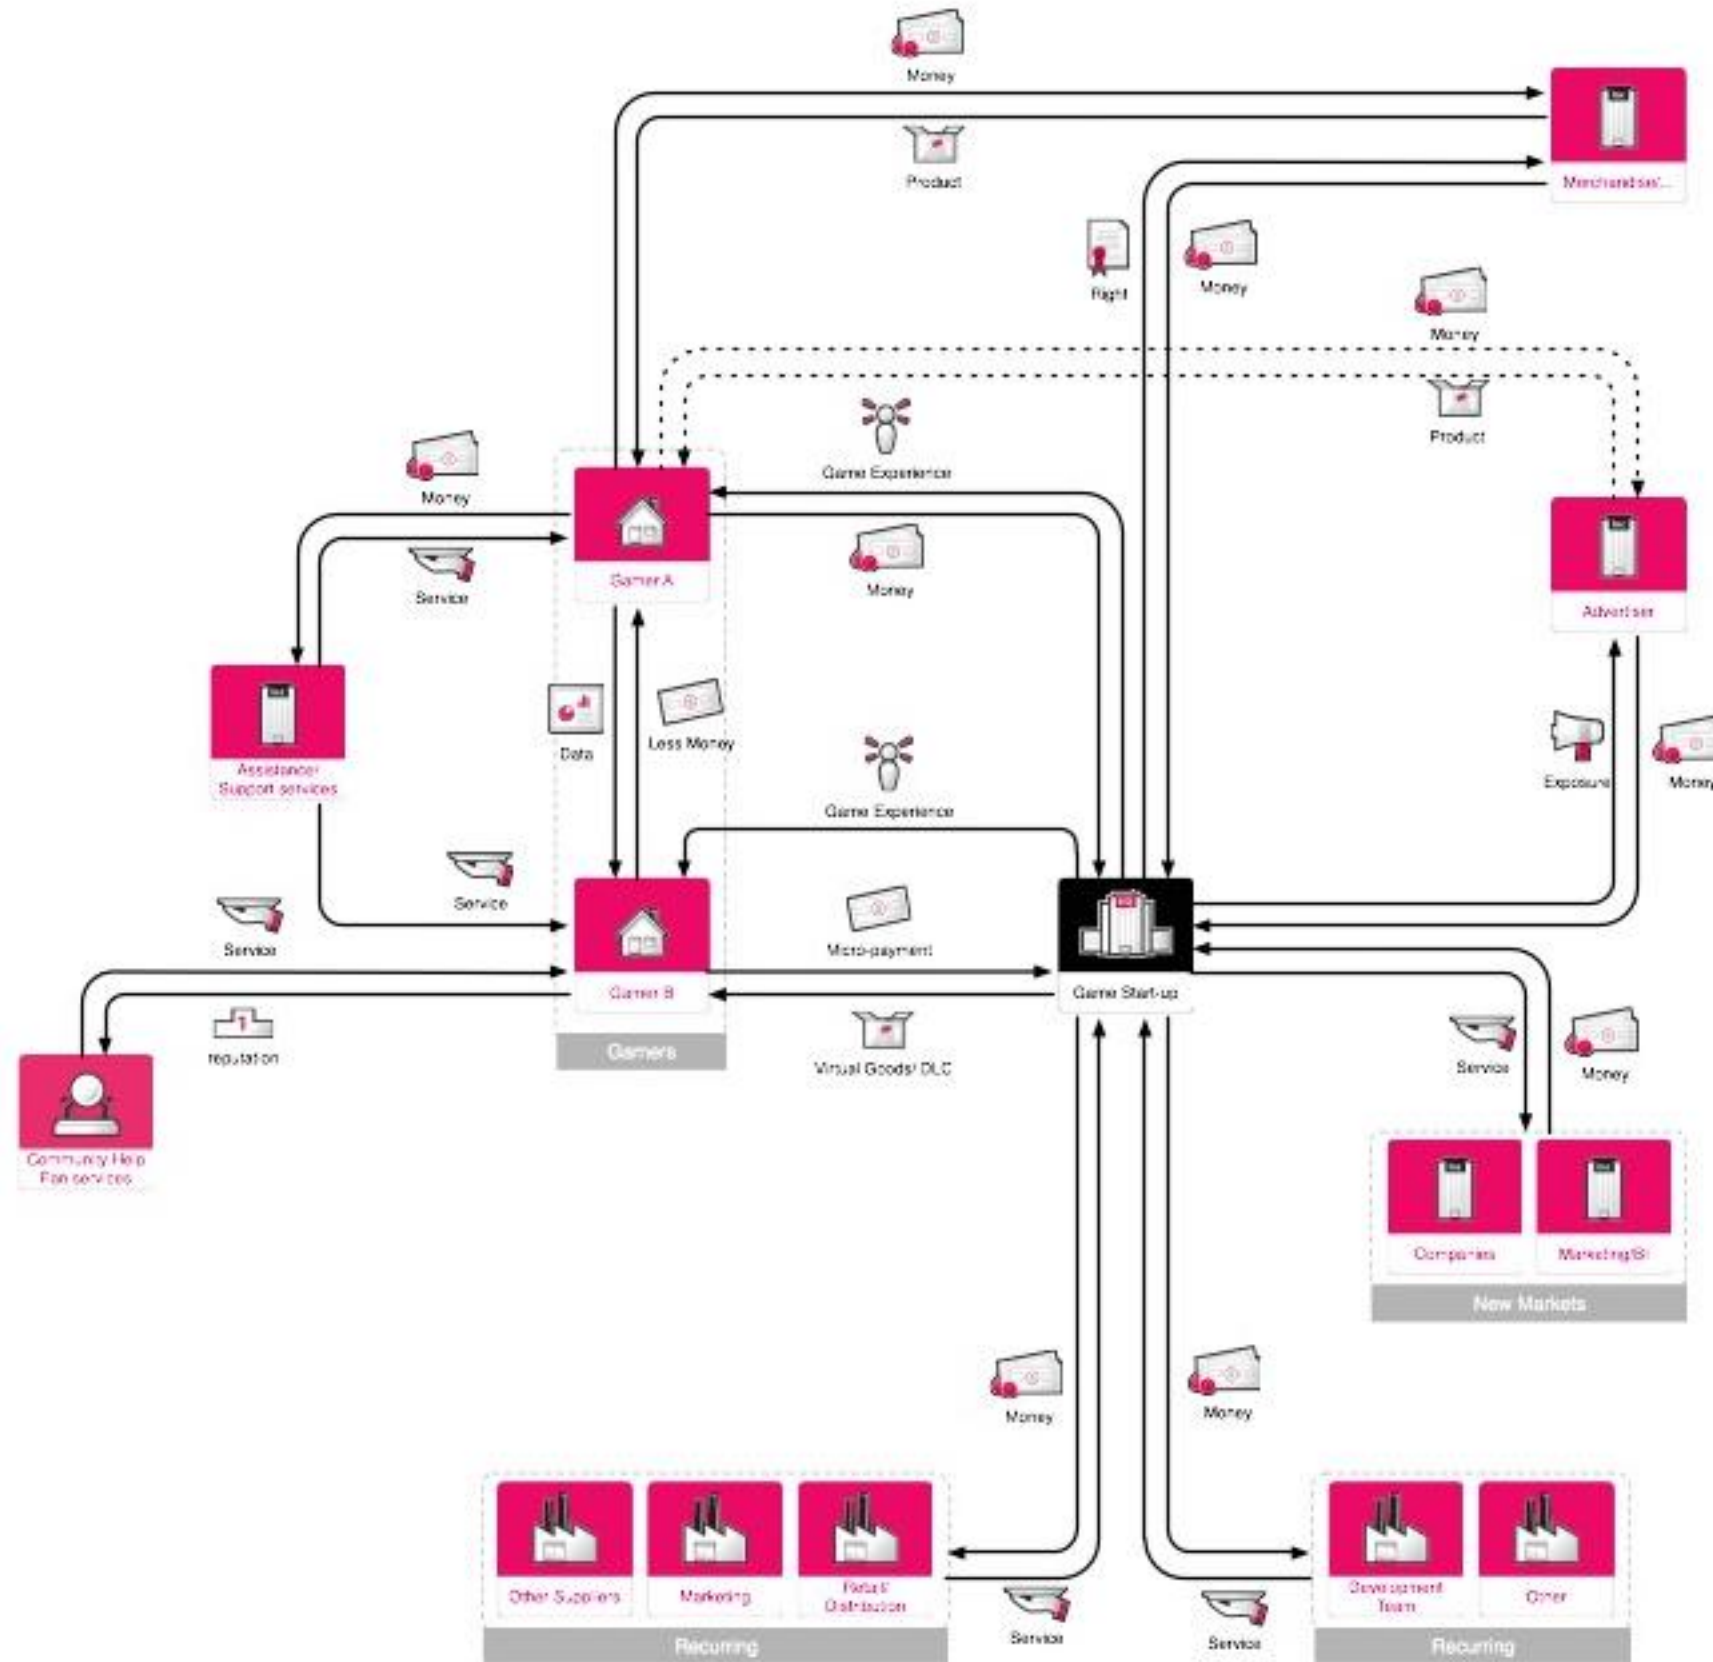 Money
Product
Merchandise/...
Right
Money
Money
Product
Game Experience
Money
Service
Money
Gamer A
Advertiser
Data
Less Money
Assistance/
Support services
Exposure
Money
Game Experience
Service
Service
Micro-payment
Gamer B
Game Start-up
reputation
Gamers
Virtual Goods/ DLC
Service
Money
Community Help
Fan services
Companies
Marketing/BI
New Markets
Money
Money
Other Suppliers
Marketing
Retail/
Distribution
Development
Team
Other
Service
Service
Recurring
Recurring